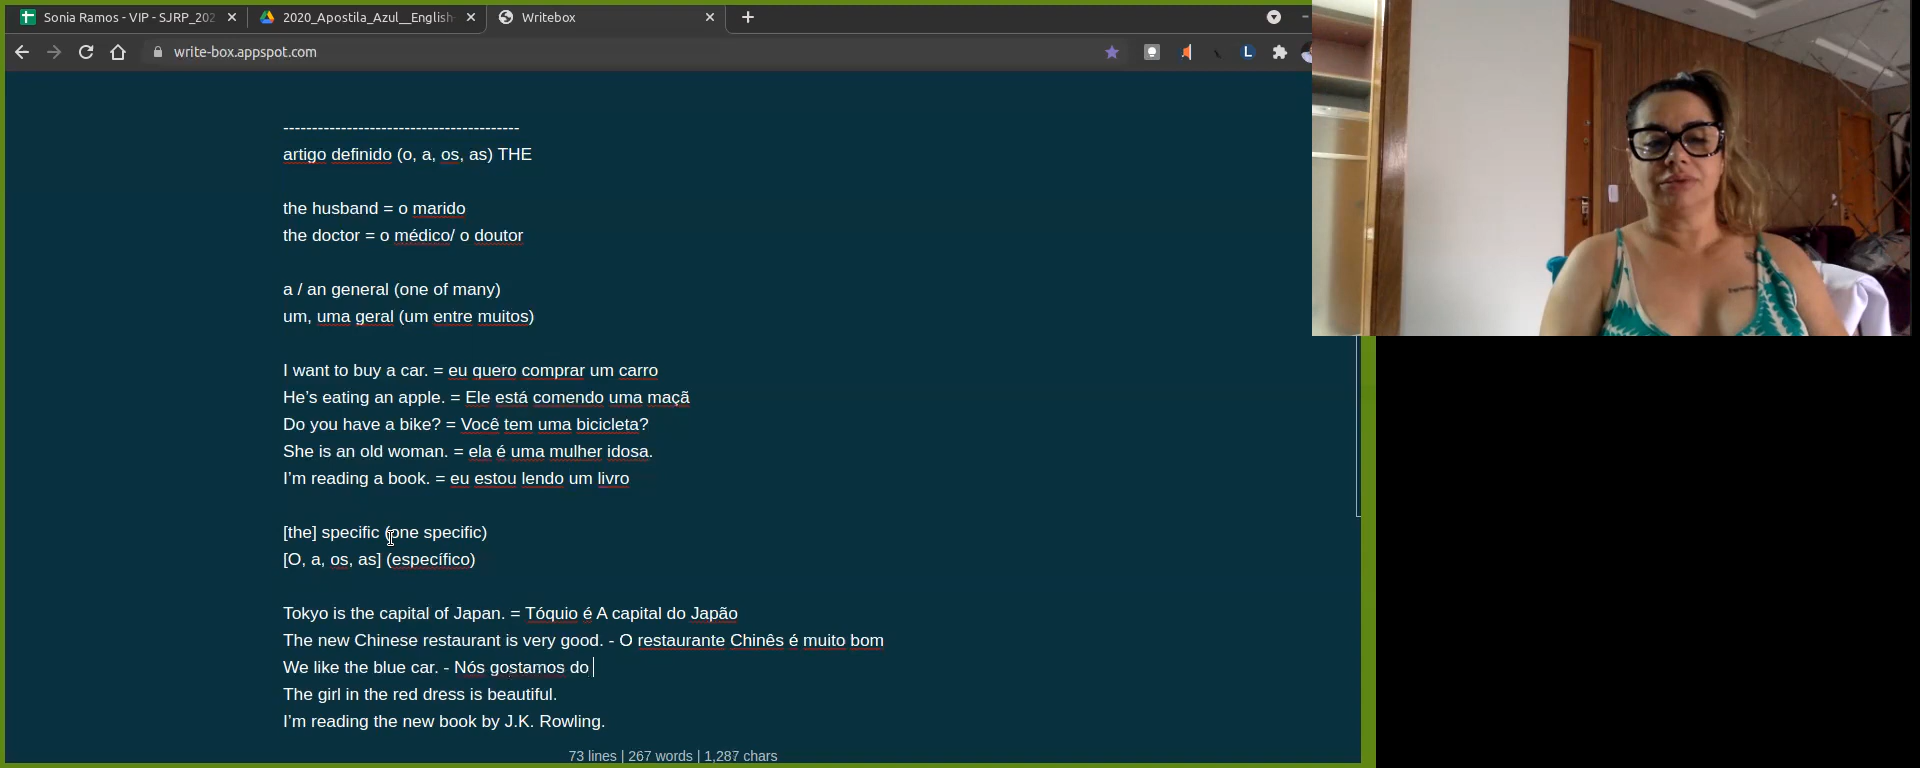 Sonia Ramos - VIP - SJRP_202
2020_Apostila_Azul__English-
Writebox
write-box.appspot.com
-----------------------------------------
artigo definido (o, a, os, as) THE
the husband = o marido
the doctor = o médico/ o doutor
a / an general (one of many)
um, uma geral (um entre muitos)
I want to buy a car. = eu quero comprar um carro
He’s eating an apple. = Ele está comendo uma maçã
Do you have a bike? = Você tem uma bicicleta?
She is an old woman. = ela é uma mulher idosa.
I’m reading a book. = eu estou lendo um livro
[the] specific (one specific)
[O, a, os, as] (específico)
Tokyo is the capital of Japan. = Tóquio é A capital do Japão
The new Chinese restaurant is very good. - O restaurante Chinês é muito bom
We like the blue car. - Nós gostamos do
The girl in the red dress is beautiful.
I’m reading the new book by J.K. Rowling.
73 lines | 267 words | 1,287 chars